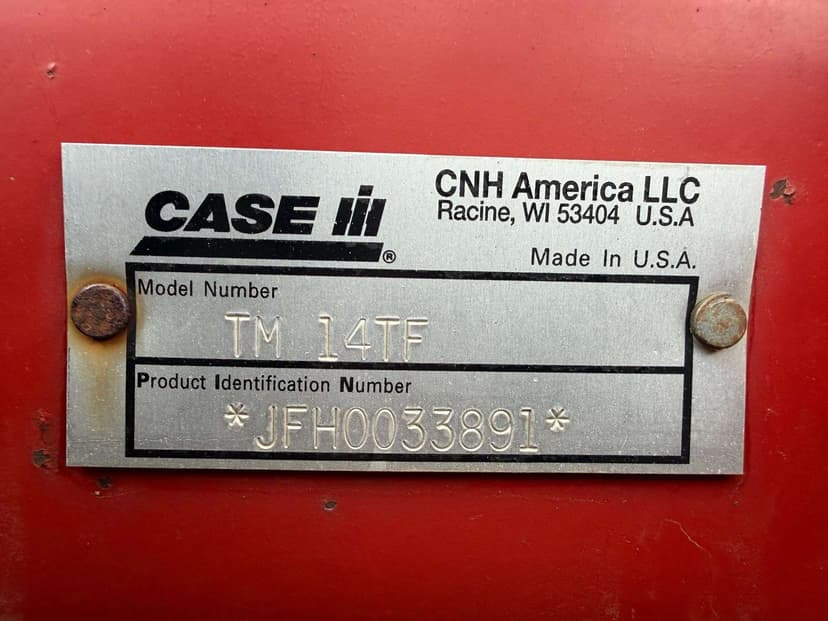 CASE IH®
CNH America LLC
Racine, WI 53404 U.S.A
Made In U.S.A.
Model Number
TM 14TF
Product Identification Number
*JFH0033891*